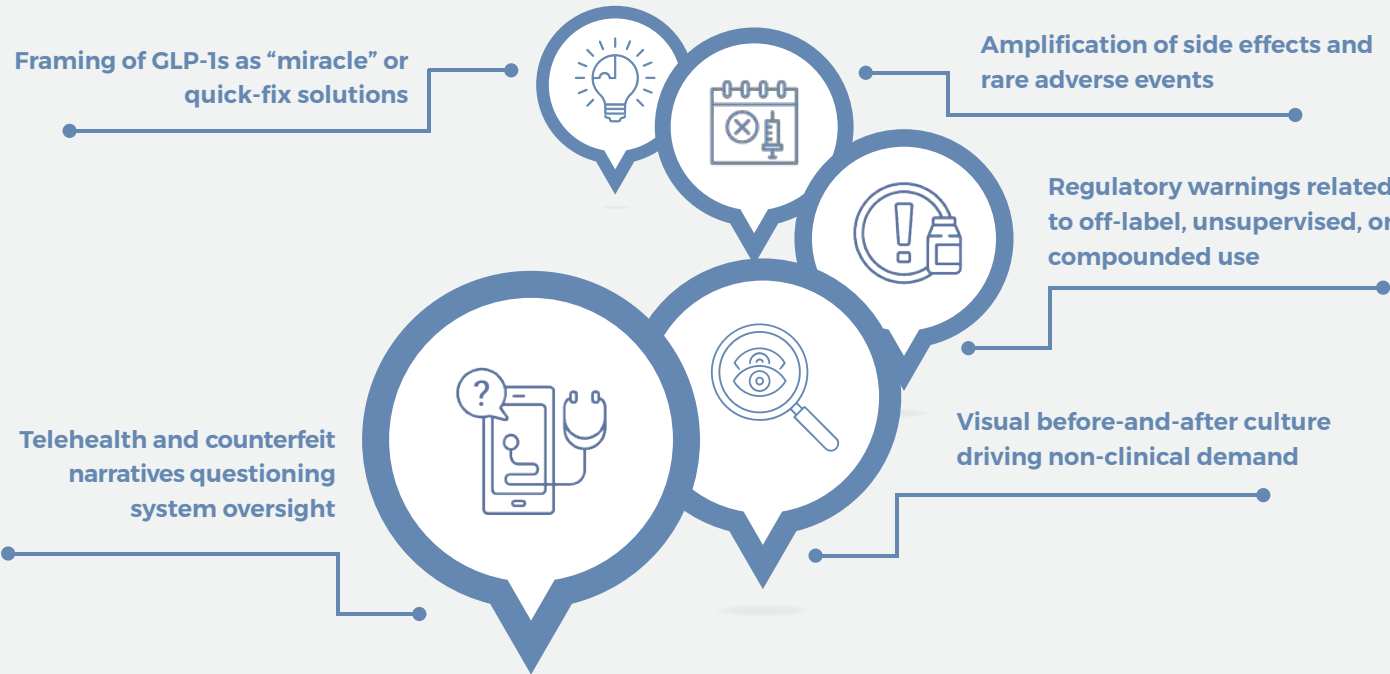 Framing of GLP-1s as “miracle” or
quick-fix solutions
Amplification of side effects and
rare adverse events
Regulatory warnings related
to off-label, unsupervised, or
compounded use
?
Telehealth and counterfeit
narratives questioning
system oversight
Visual before-and-after culture
driving non-clinical demand